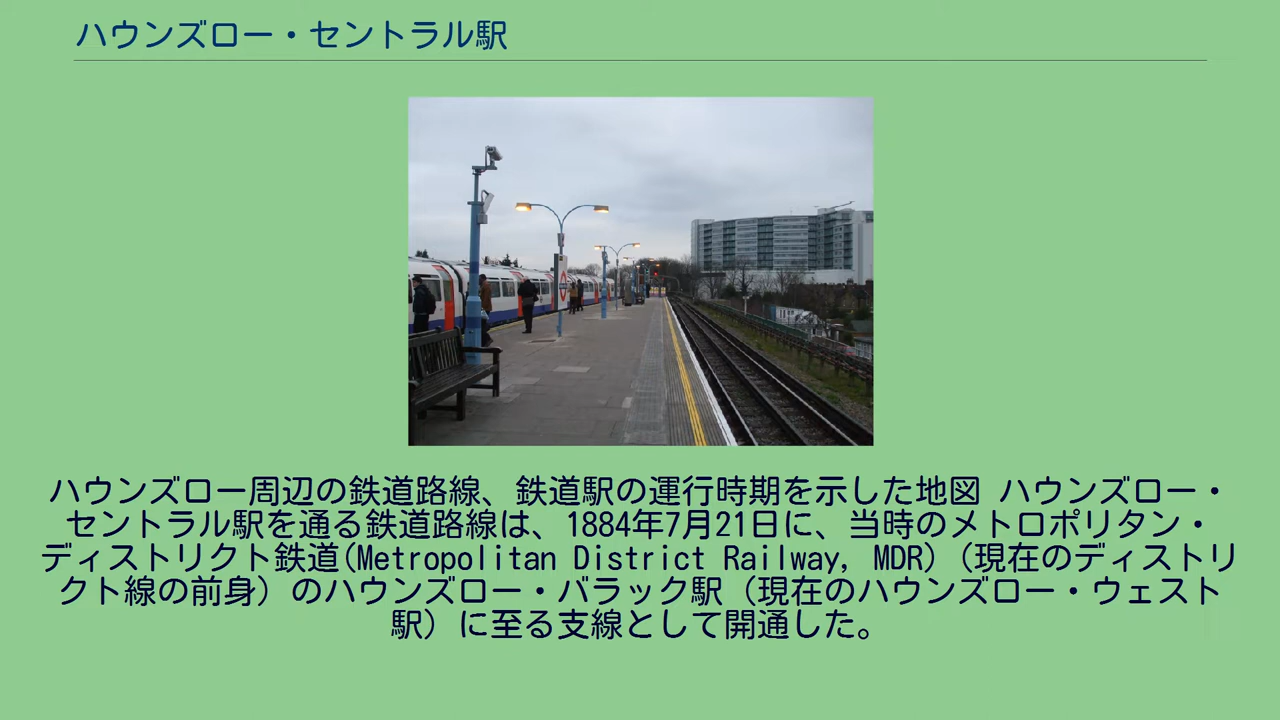 ハウンズロー・セントラル駅
ハウンズロー周辺の鉄道路線、鉄道駅の運行時期を示した地図 ハウンズロー・
セントラル駅を通る鉄道路線は、1884年7月21日に、当時のメトロポリタン・
ディストリクト鉄道(Metropolitan District Railway, MDR)（現在のディストリ
クト線の前身）のハウンズロー・バラック駅（現在のハウンズロー・ウェスト
駅）に至る支線として開通した。